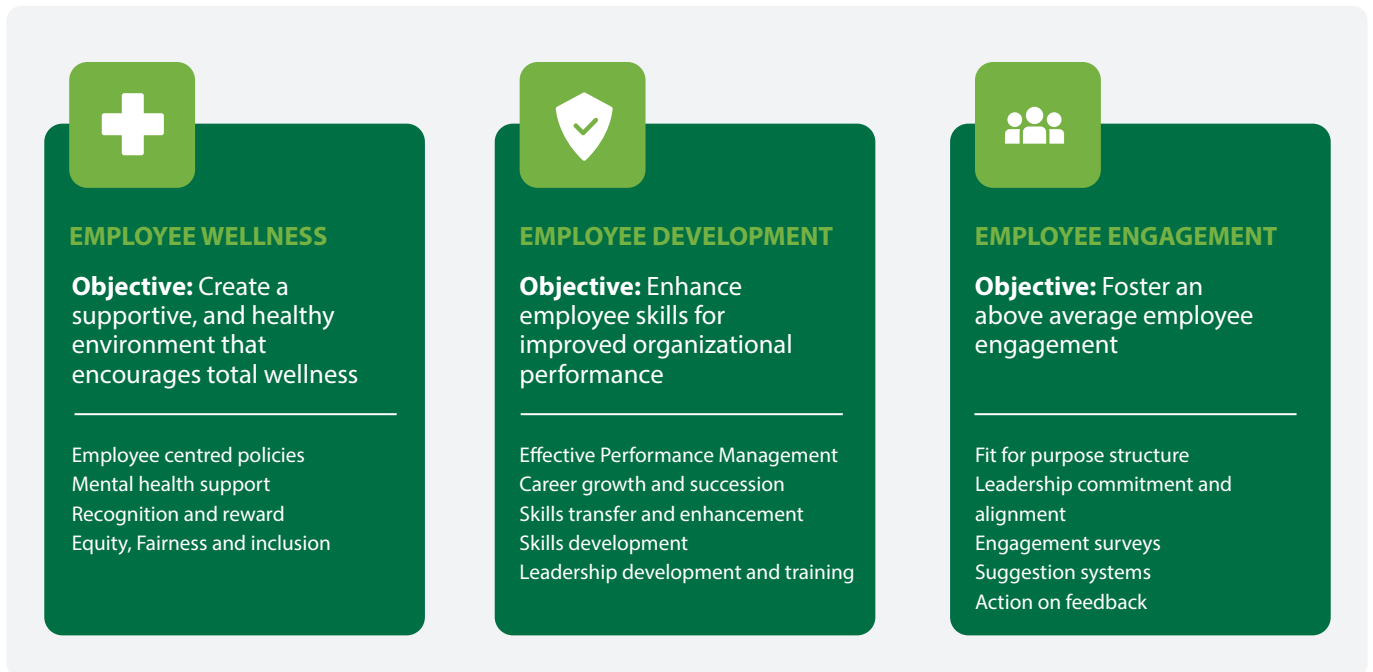 EMPLOYEE WELLNESS
Objective: Create a
supportive, and healthy
environment that
encourages total wellness
Employee centred policies
Mental health support
Recognition and reward
Equity, Fairness and inclusion
EMPLOYEE DEVELOPMENT
Objective: Enhance
employee skills for
improved organizational
performance
Effective Performance Management
Career growth and succession
Skills transfer and enhancement
Skills development
Leadership development and training
EMPLOYEE ENGAGEMENT
Objective: Foster an
above average employee
engagement
Fit for purpose structure
Leadership commitment and
alignment
Engagement surveys
Suggestion systems
Action on feedback